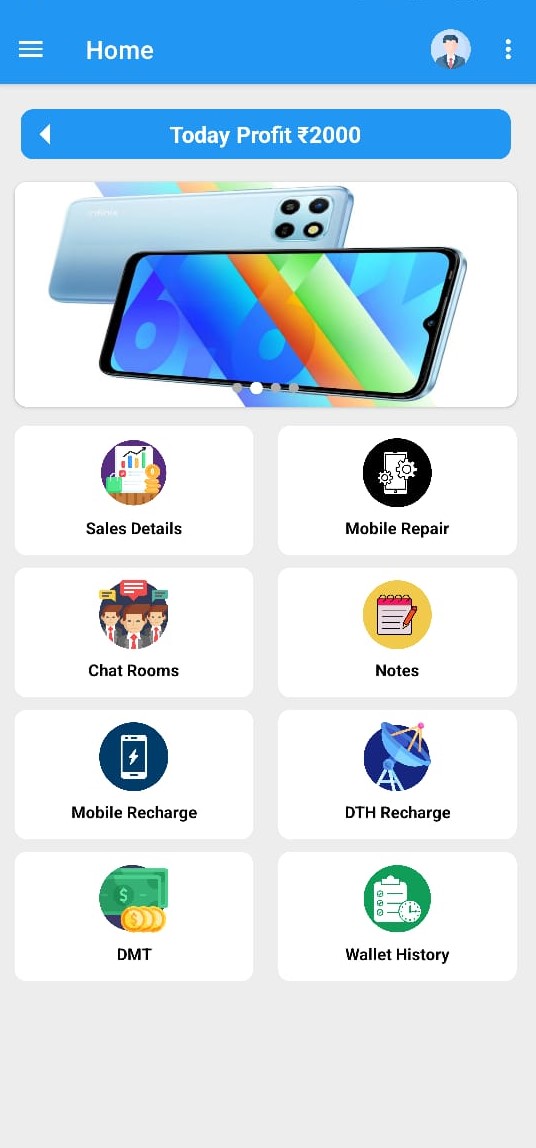 Home
Today Profit ₹2000
Sales Details
Mobile Repair
Chat Rooms
Notes
Mobile Recharge
DTH Recharge
DMT
Wallet History